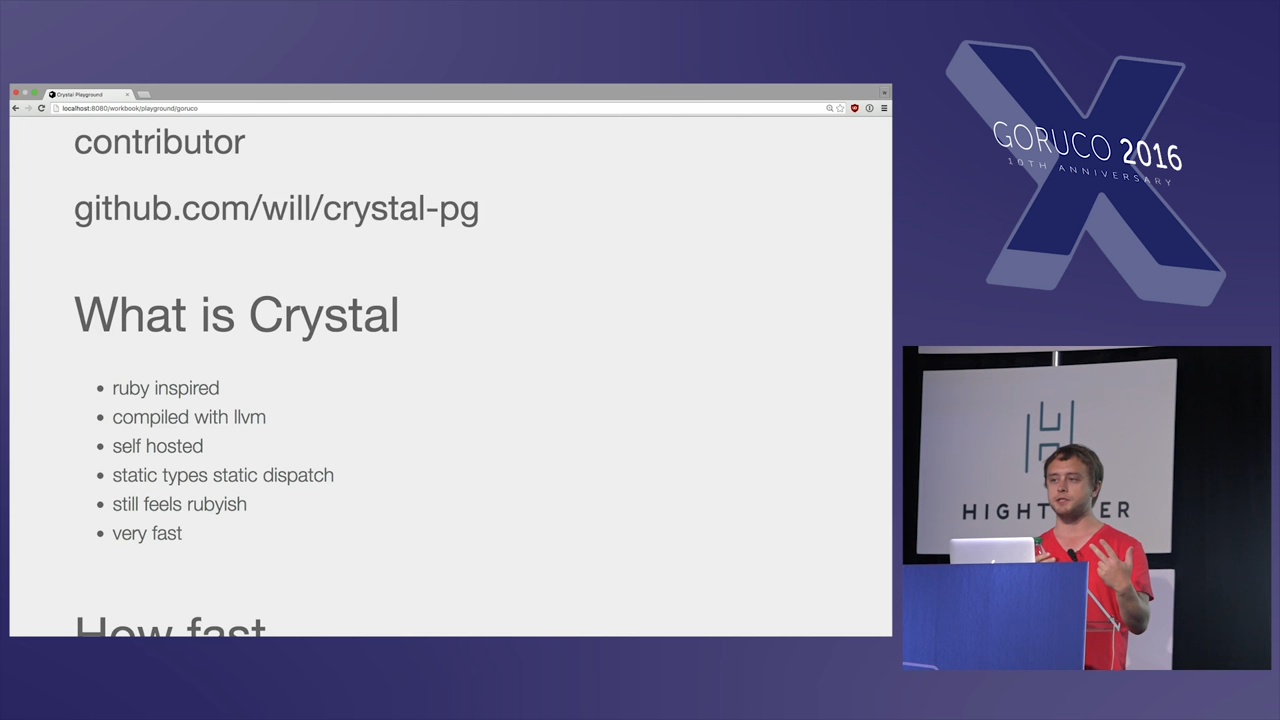 Crystal Playground
localhost:8080/workbook/playground/goruco
contributor
github.com/will/crystal-pg
What is Crystal
• ruby inspired
• compiled with llvm
• self hosted
• static types static dispatch
• still feels rubyish
• very fast
How fast
GORUCO 2016
10TH ANNIVERSARY
HIGHT ER